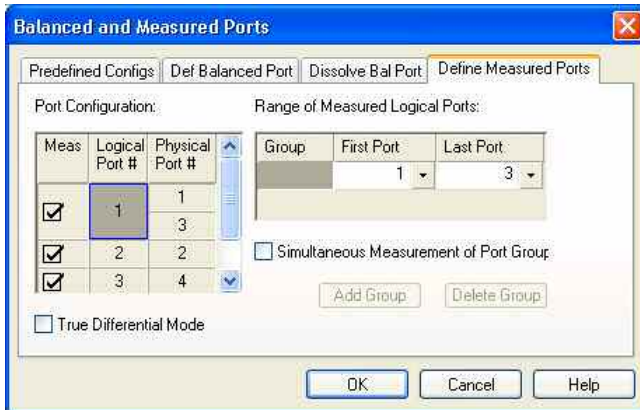 Balanced and Measured Ports
Predefined Configs Def Balanced Port Dissolve Bal Port Define Measured Ports
Port Configuration: Range of Measured Logical Ports:
Meas Logical Port # Physical Port #
1 1
3
2 2
3 4
Group First Port Last Port
1 3
Simultaneous Measurement of Port Group
Add Group Delete Group
True Differential Mode
OK Cancel Help